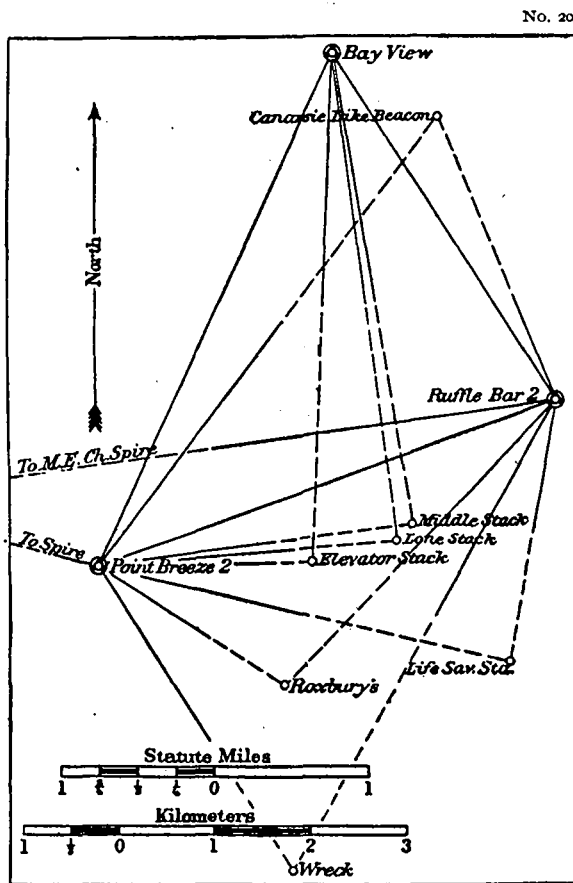 No. 20
Bay View
Canarsie Dike Beacon
North
Ruffle Bar 2
To M.E. Ch. Spire
Middle Stack
To Spire
Lone Stack
Point Breeze 2
Elevator Stack
Life Sav. Sta.
Roxbury's
Statute Miles
1 0 1
Kilometers
1 0 1 2 3
Wreck